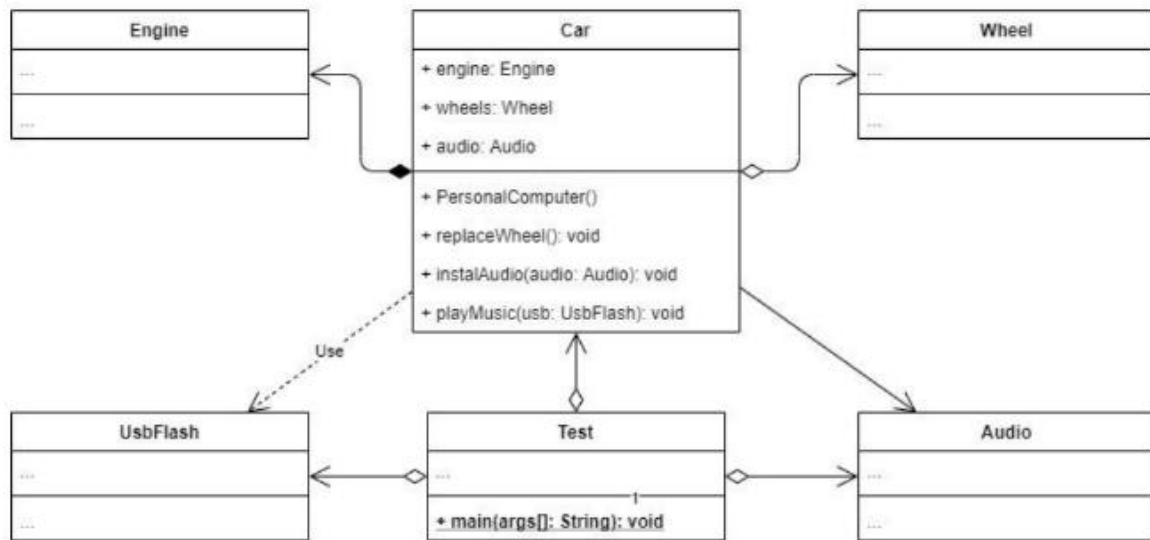 Engine
...
...
Car
+ engine: Engine
+ wheels: Wheel
+ audio: Audio
+ PersonalComputer()
+ replaceWheel(): void
+ instalAudio(audio: Audio): void
+ playMusic(usb: UsbFlash): void
Wheel
...
...
Use
UsbFlash
...
...
Test
...
1
+ main(args[]: String): void
Audio
...
...